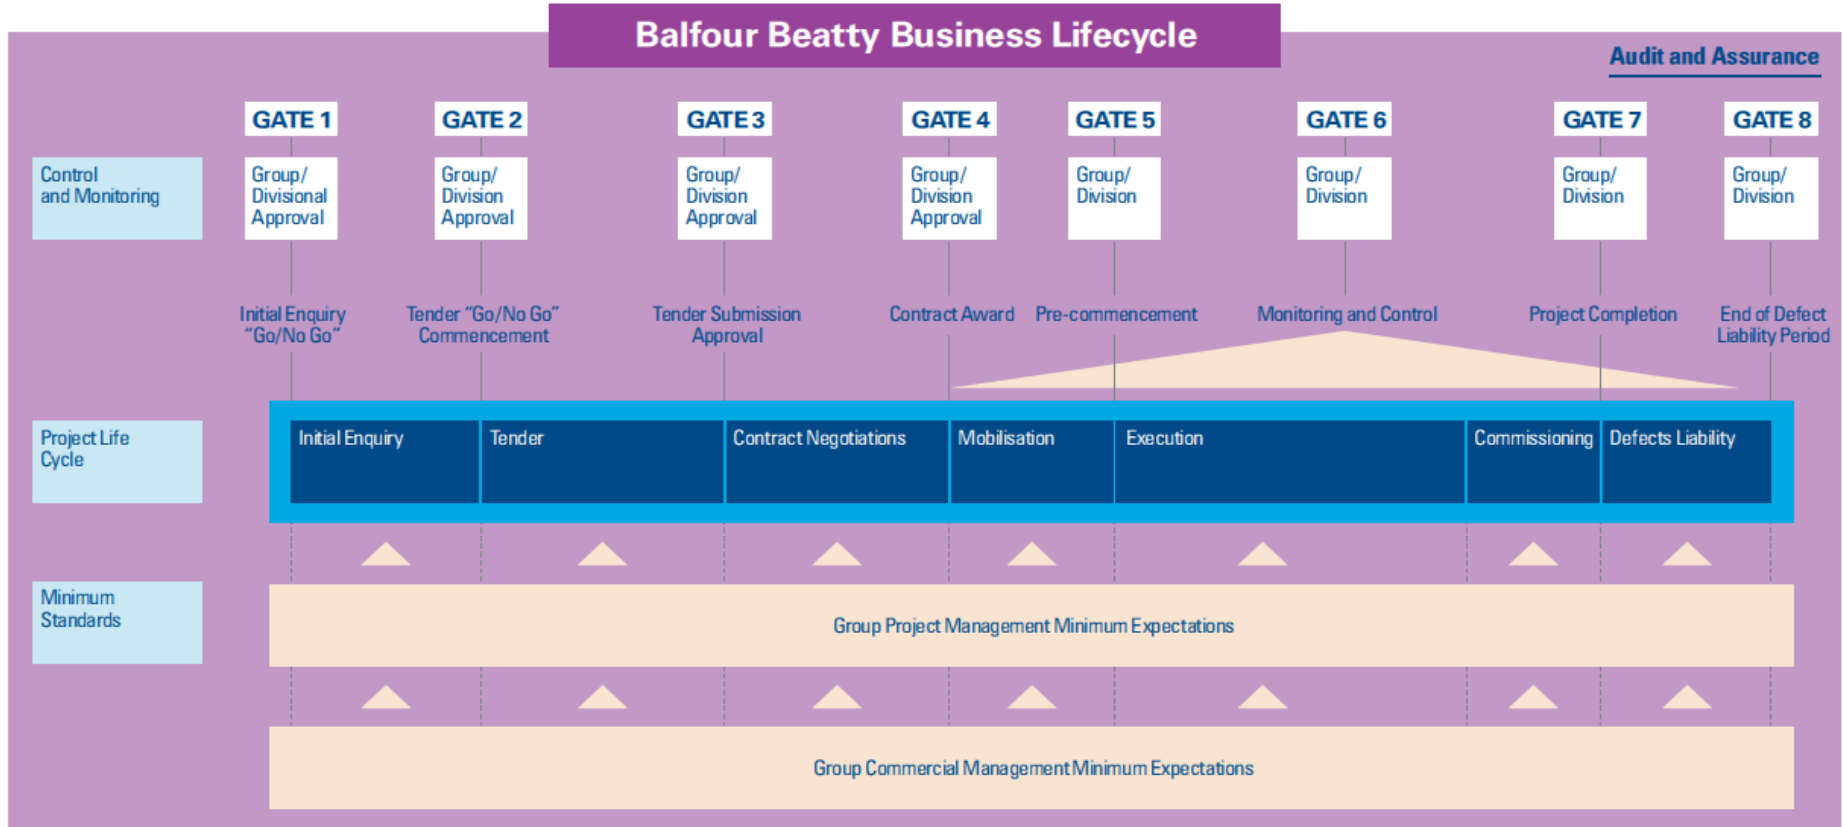 Balfour Beatty Business Lifecycle
Audit and Assurance
GATE 1
GATE 2
GATE 3
GATE 4
GATE 5
GATE 6
GATE 7
GATE 8
Control
and Monitoring
Group/
Divisional
Approval
Group/
Division
Approval
Group/
Division
Approval
Group/
Division
Approval
Group/
Division
Group/
Division
Group/
Division
Group/
Division
Initial Enquiry
“Go/No Go”
Tender “Go/No Go”
Commencement
Tender Submission
Approval
Contract Award
Pre-commencement
Monitoring and Control
Project Completion
End of Defect
Liability Period
Project Life
Cycle
Initial Enquiry
Tender
Contract Negotiations
Mobilisation
Execution
Commissioning
Defects Liability
Minimum
Standards
Group Project Management Minimum Expectations
Group Commercial Management Minimum Expectations